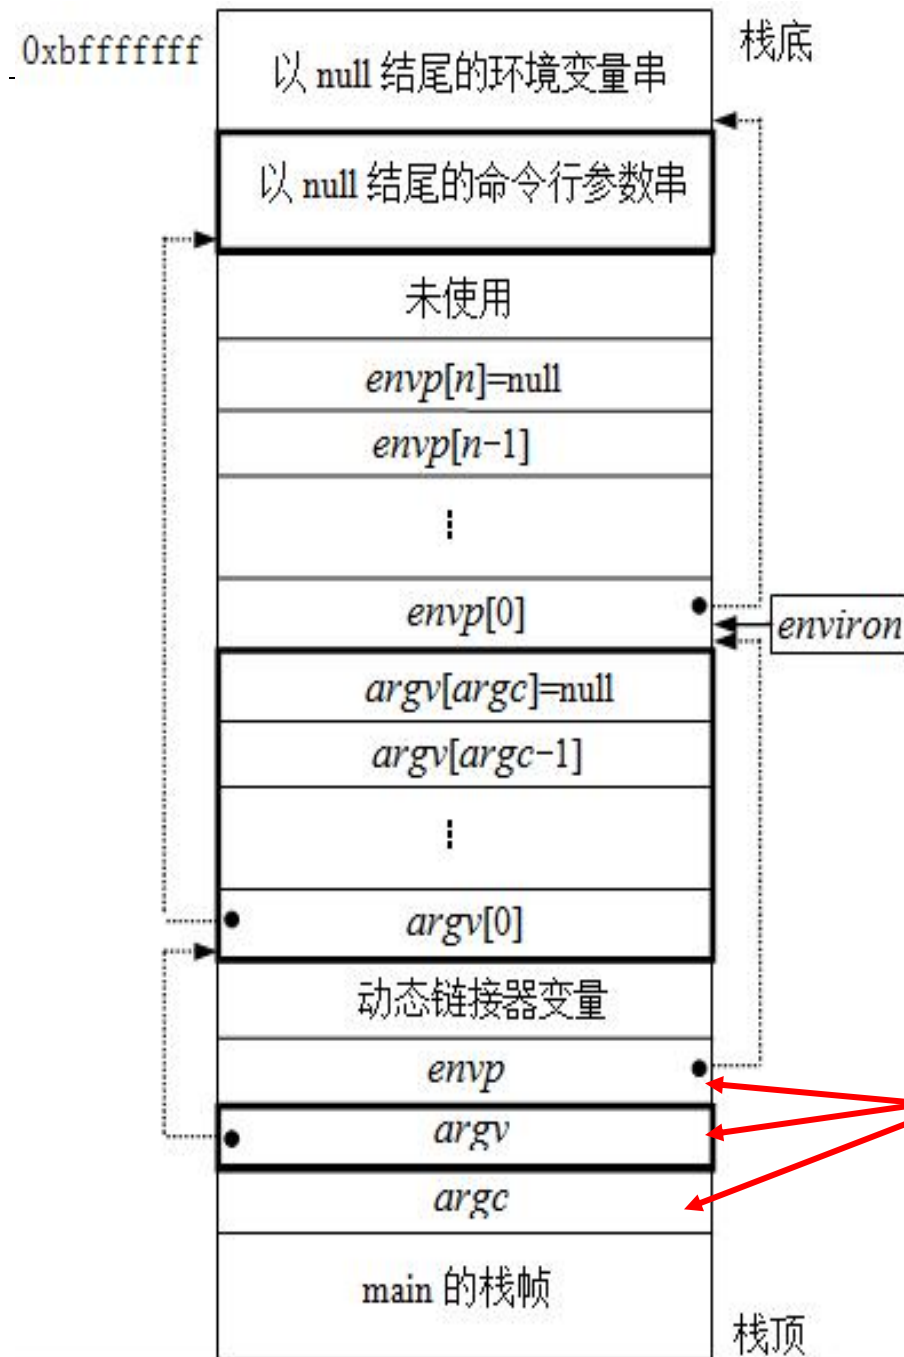 0xbfffffff
栈底
以 null 结尾的环境变量串
以 null 结尾的命令行参数串
未使用
envp[n]=null
envp[n-1]
⋮
envp[0]
environ
argv[argc]=null
argv[argc-1]
⋮
argv[0]
动态链接器变量
envp
argv
argc
main 的栈帧
栈顶